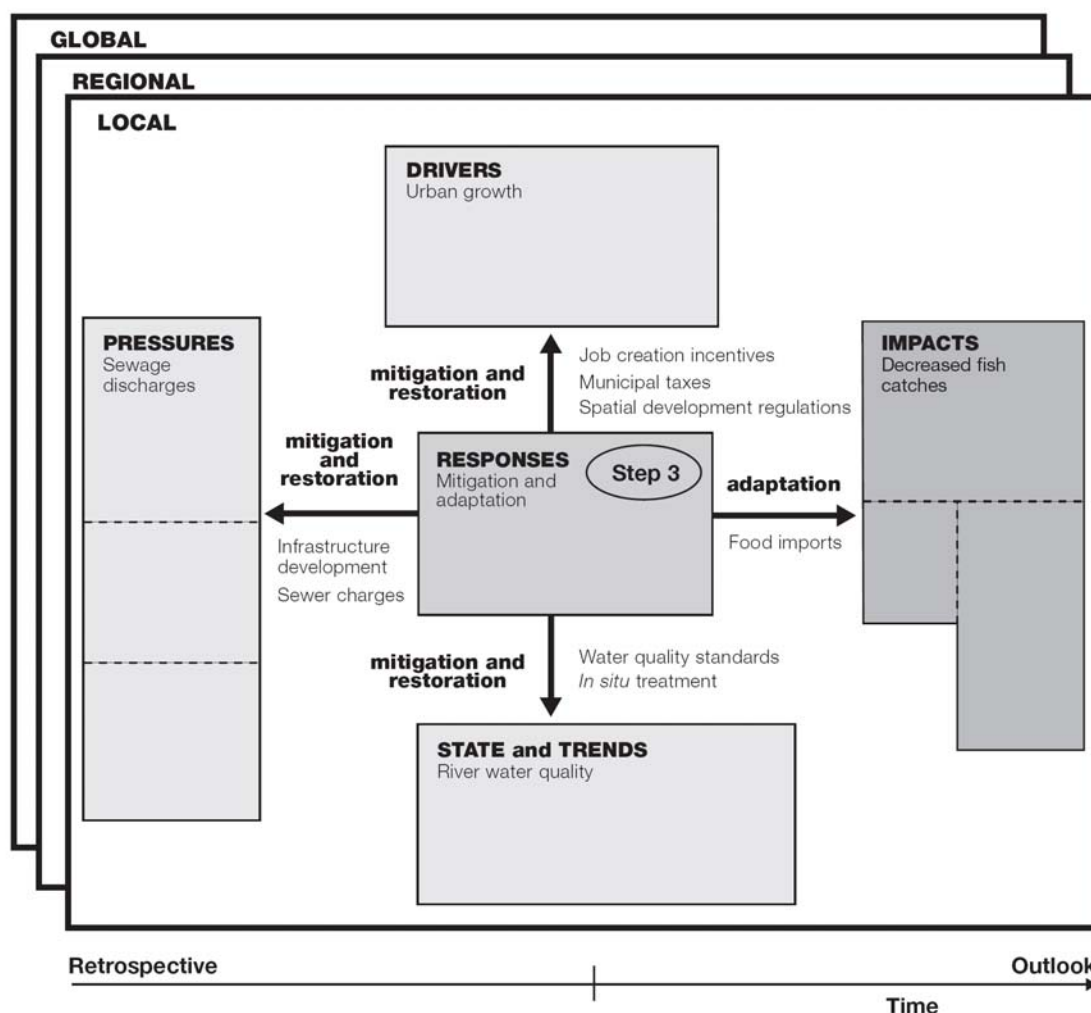 GLOBAL
REGIONAL
LOCAL
DRIVERS
Urban growth
PRESSURES
Sewage
discharges
IMPACTS
Decreased fish
catches
mitigation and
restoration
Job creation incentives
Municipal taxes
Spatial development regulations
mitigation
and
restoration
RESPONSES
Mitigation and
adaptation
Step 3
adaptation
Infrastructure
development
Sewer charges
Food imports
mitigation and
restoration
Water quality standards
In situ treatment
STATE and TRENDS
River water quality
Retrospective
Outlook
Time